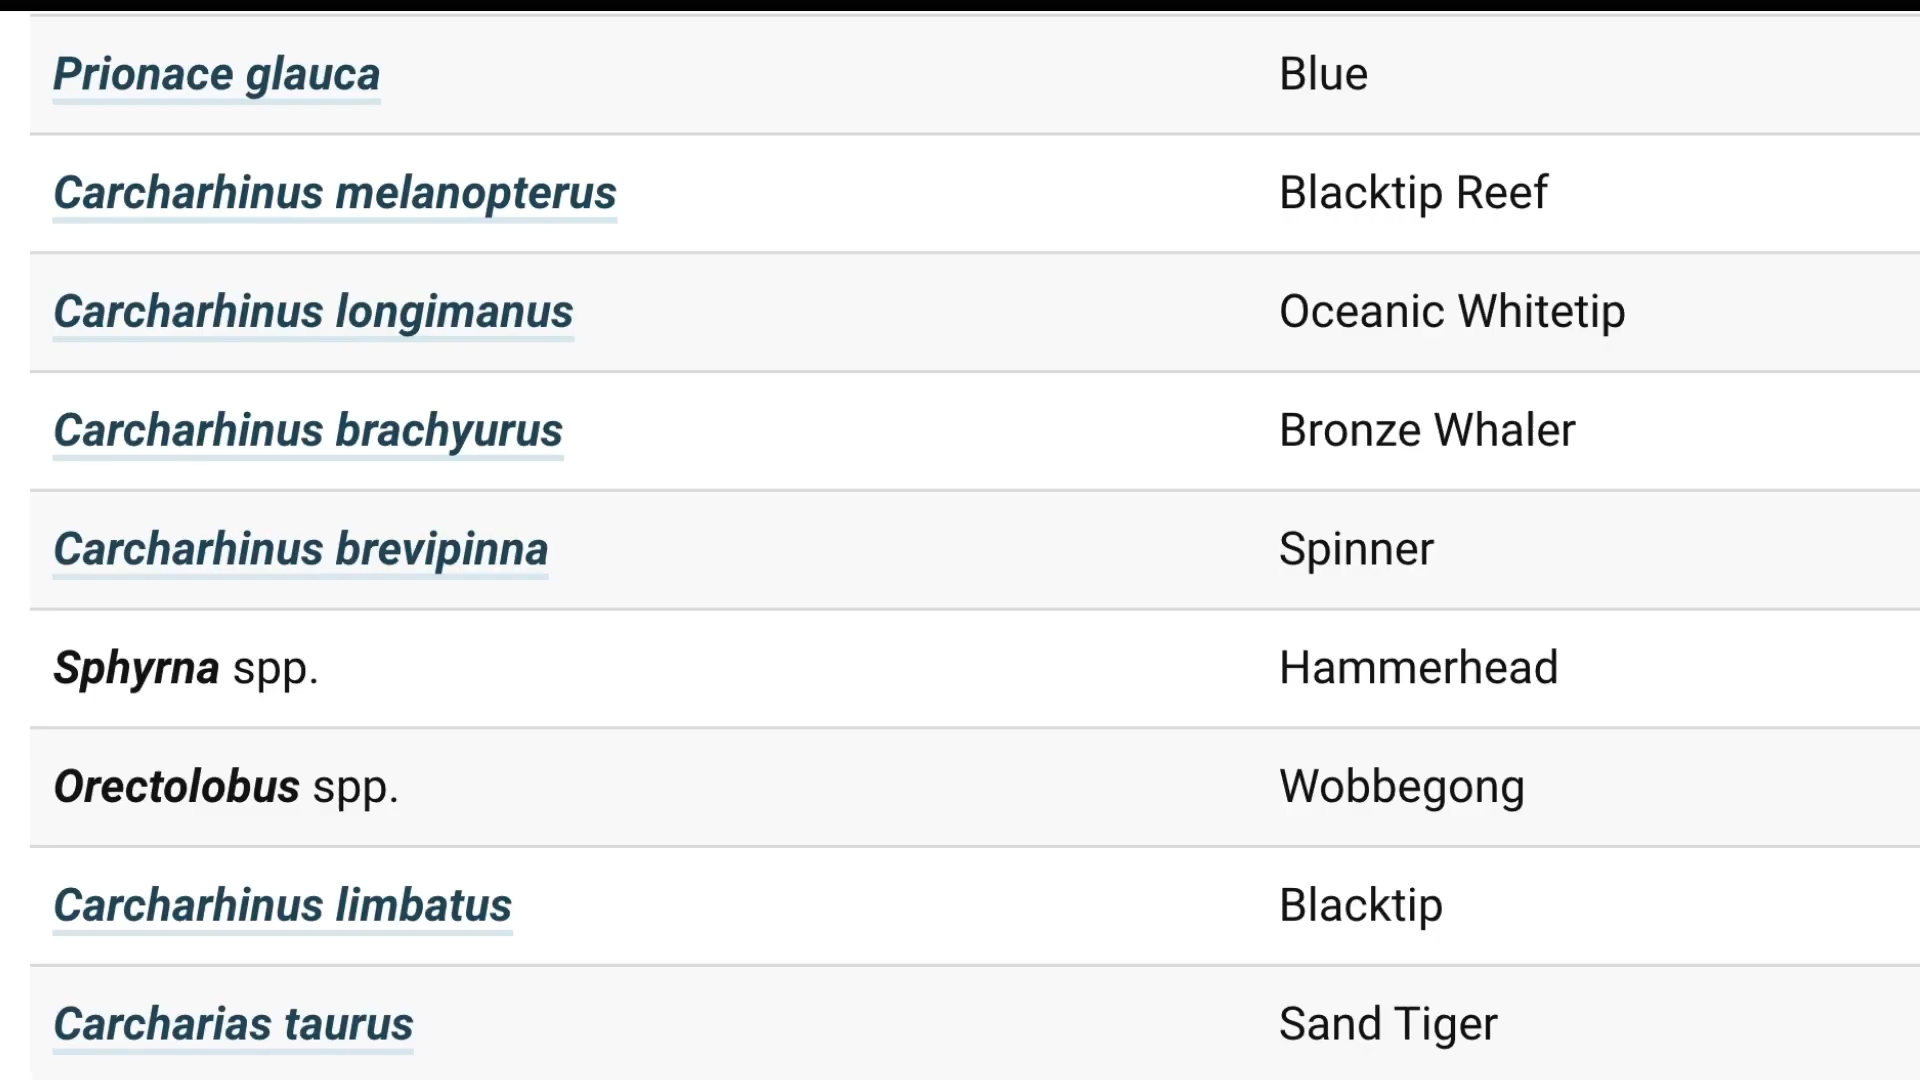 Prionace glauca Blue
Carcharhinus melanopterus Blacktip Reef
Carcharhinus longimanus Oceanic Whitetip
Carcharhinus brachyurus Bronze Whaler
Carcharhinus brevipinna Spinner
Sphyrna spp. Hammerhead
Orectolobus spp. Wobbegong
Carcharhinus limbatus Blacktip
Carcharias taurus Sand Tiger